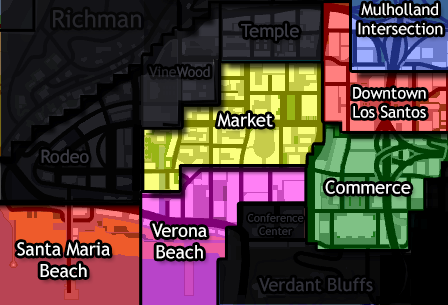 Richman
Mulholland
Intersection
Temple
VineWood
Downtown
Los Santos
Market
Rodeo
Commerce
Conference
Center
Santa Maria
Beach
Verona
Beach
Verdant Bluffs